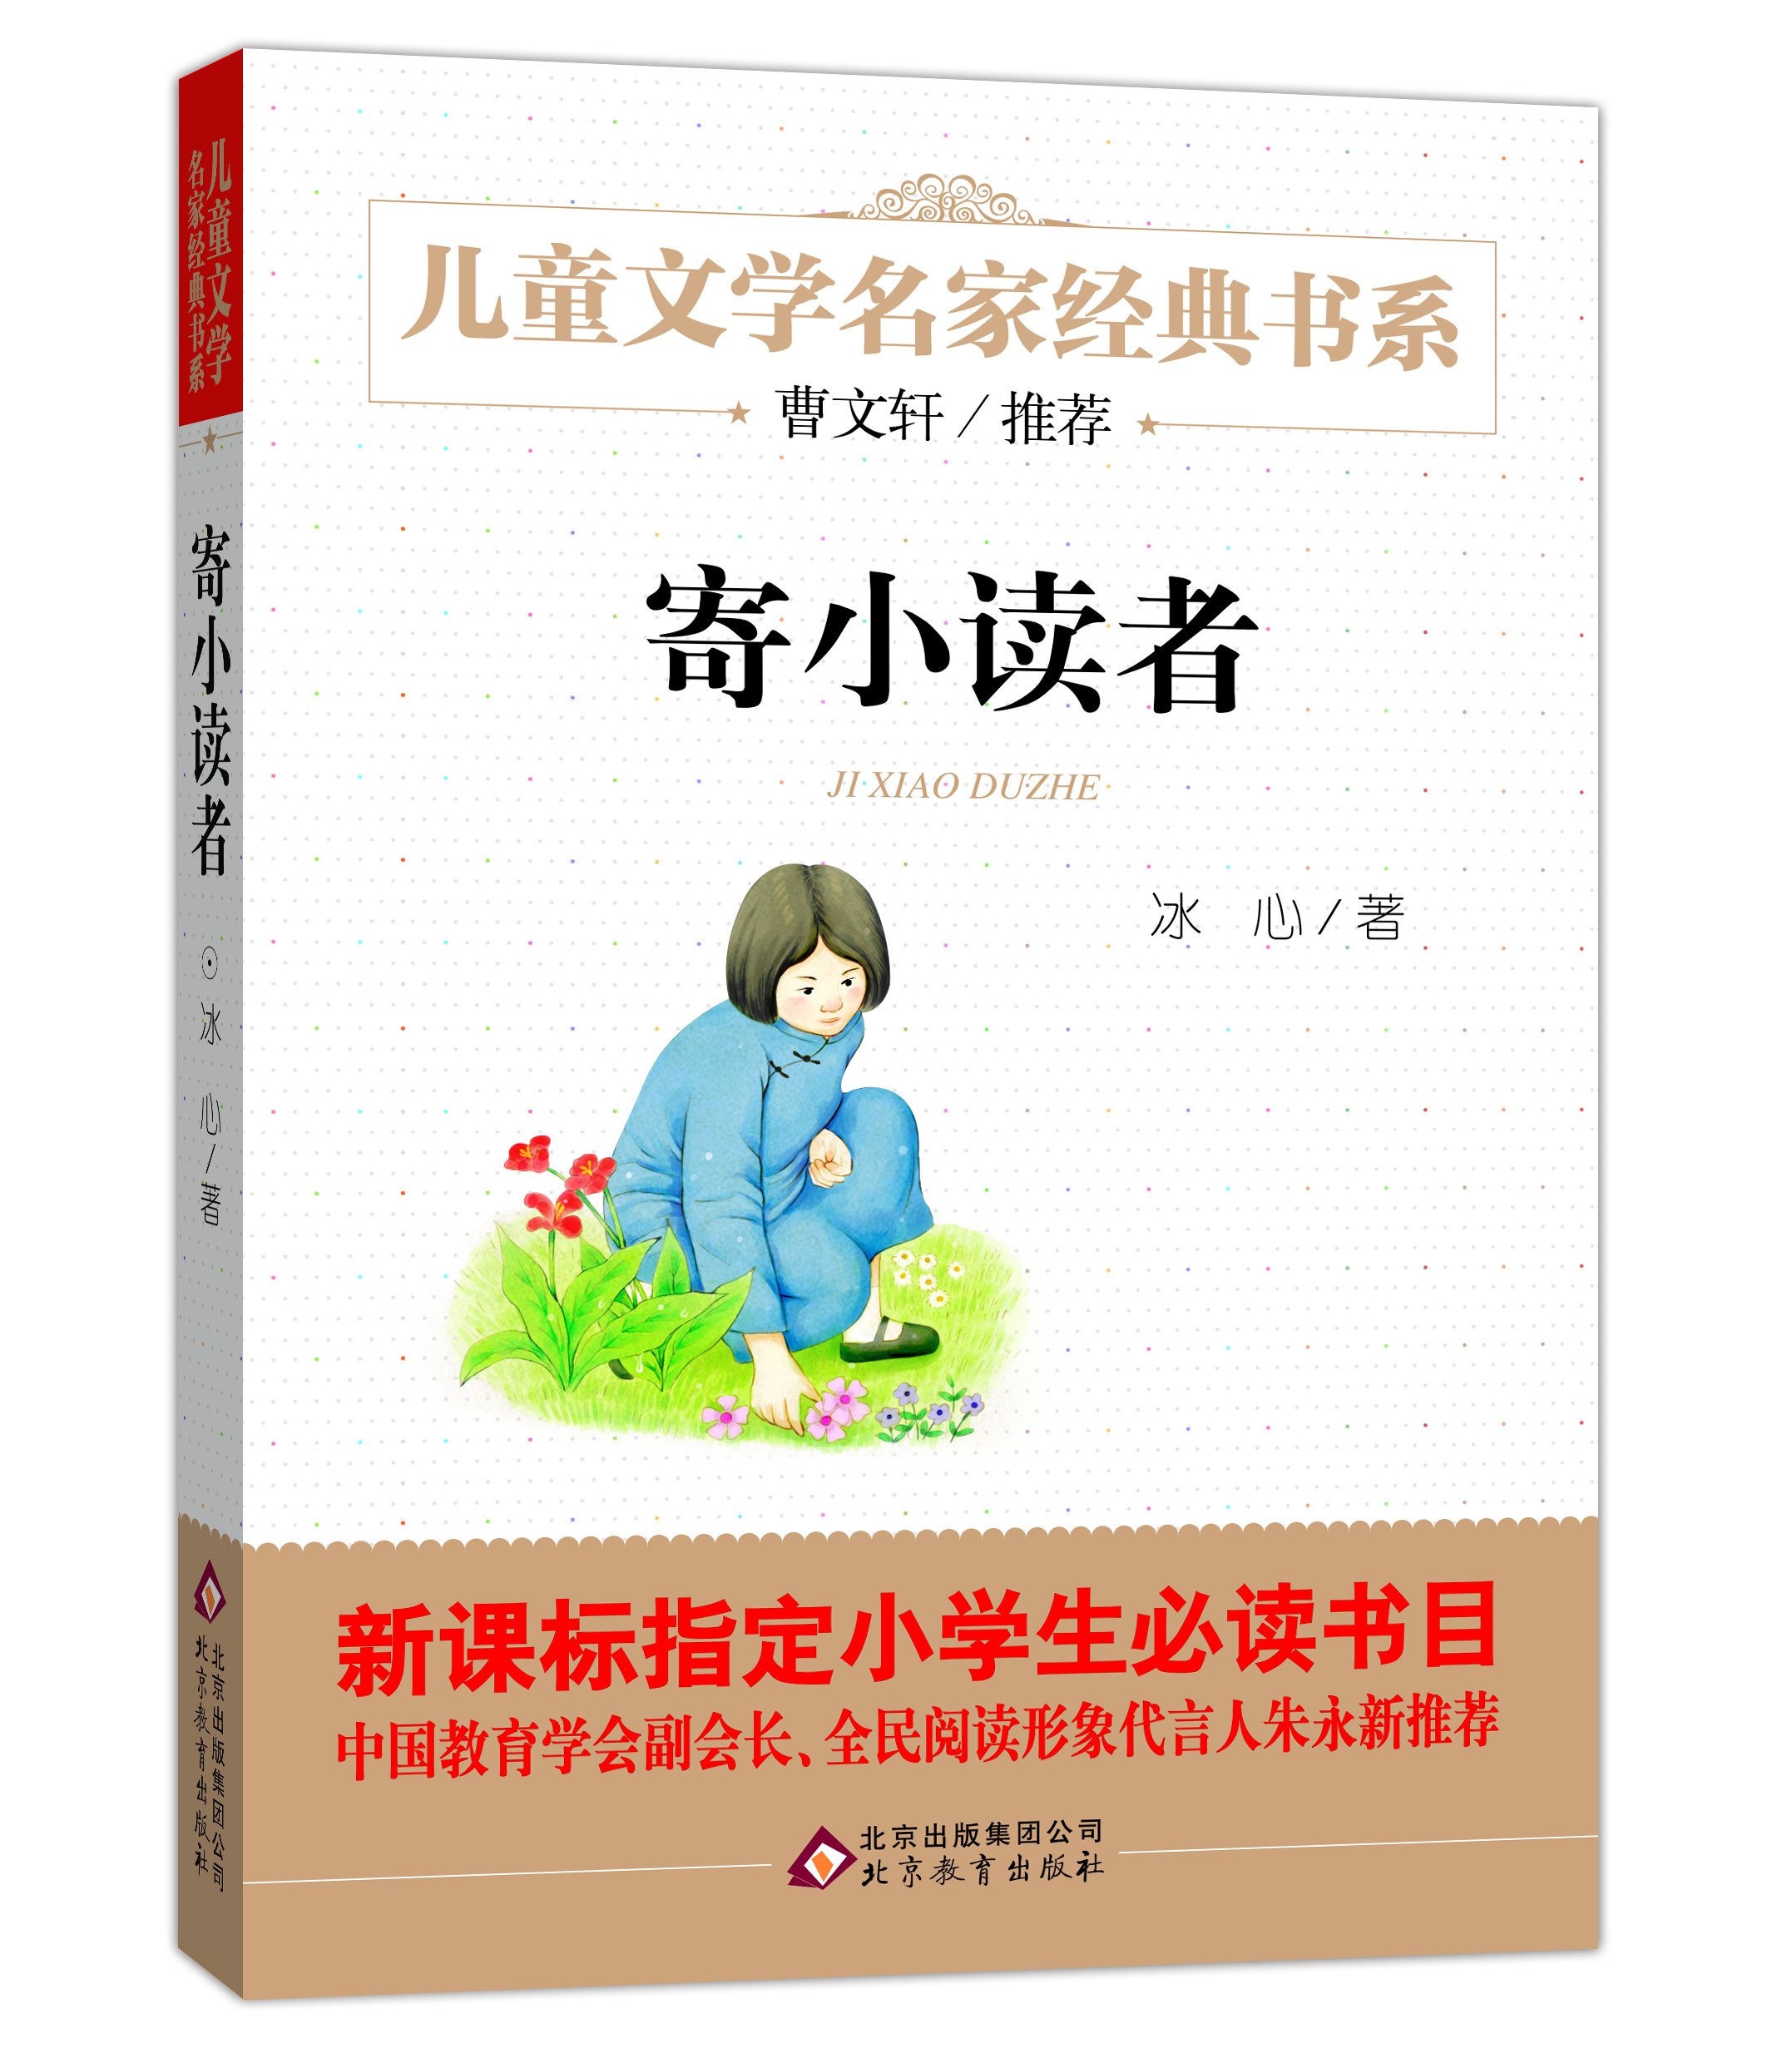 儿童文学名家经典书系
曹文轩/推荐
寄小读者
JI XIAO DUZHE
冰 心/著
新课标指定小学生必读书目
中国教育学会副会长、全民阅读形象代言人朱永新推荐
北京出版集团公司
北京教育出版社
儿童文学
名家经典书系
寄小读者
⊙
冰 心/著
北京出版集团公司
北京教育出版社